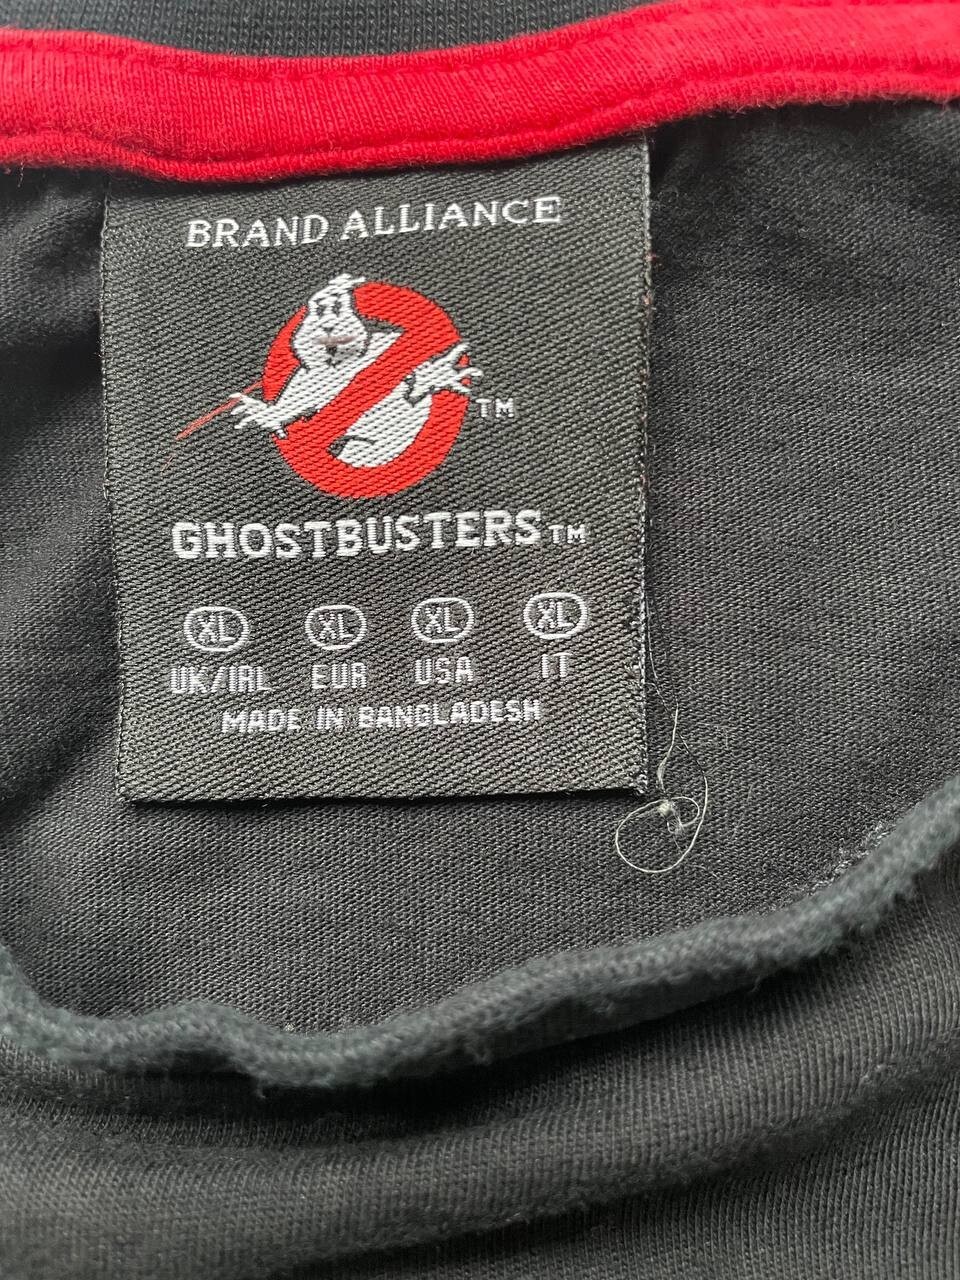 BRAND ALLIANCE
TM
GHOSTBUSTERS TM
XL XL XL XL
UK/IRL EUR USA IT
MADE IN BANGLADESH